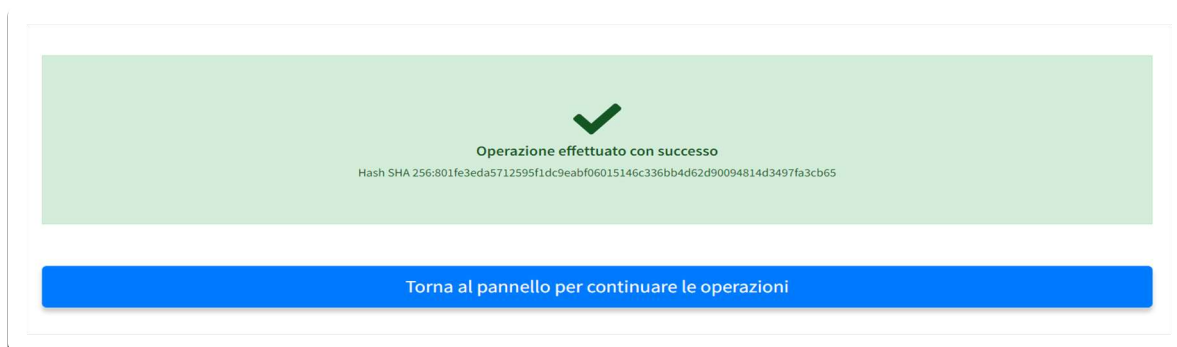 Operazione effettuato con successo
Hash SHA 256:801fe3eda5712595f1dc9eabf06015146c336bb4d62d90094814d3497fa3cb65
Torna al pannello per continuare le operazioni